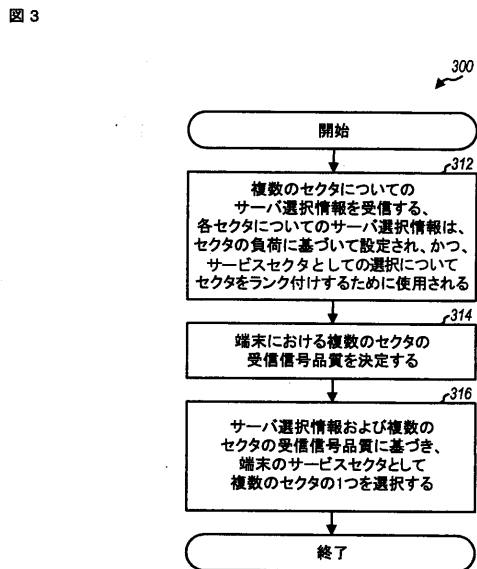 図 3
300
開始
312
複数のセクタについての
サーバ選択情報を受信する、
各セクタについてのサーバ選択情報は、
セクタの負荷に基づいて設定され、かつ、
サービスセクタとしての選択について
セクタをランク付けするために使用される
314
端末における複数のセクタの
受信信号品質を決定する
316
サーバ選択情報および複数の
セクタの受信信号品質に基づき、
端末のサービスセクタとして
複数のセクタの1つを選択する
終了